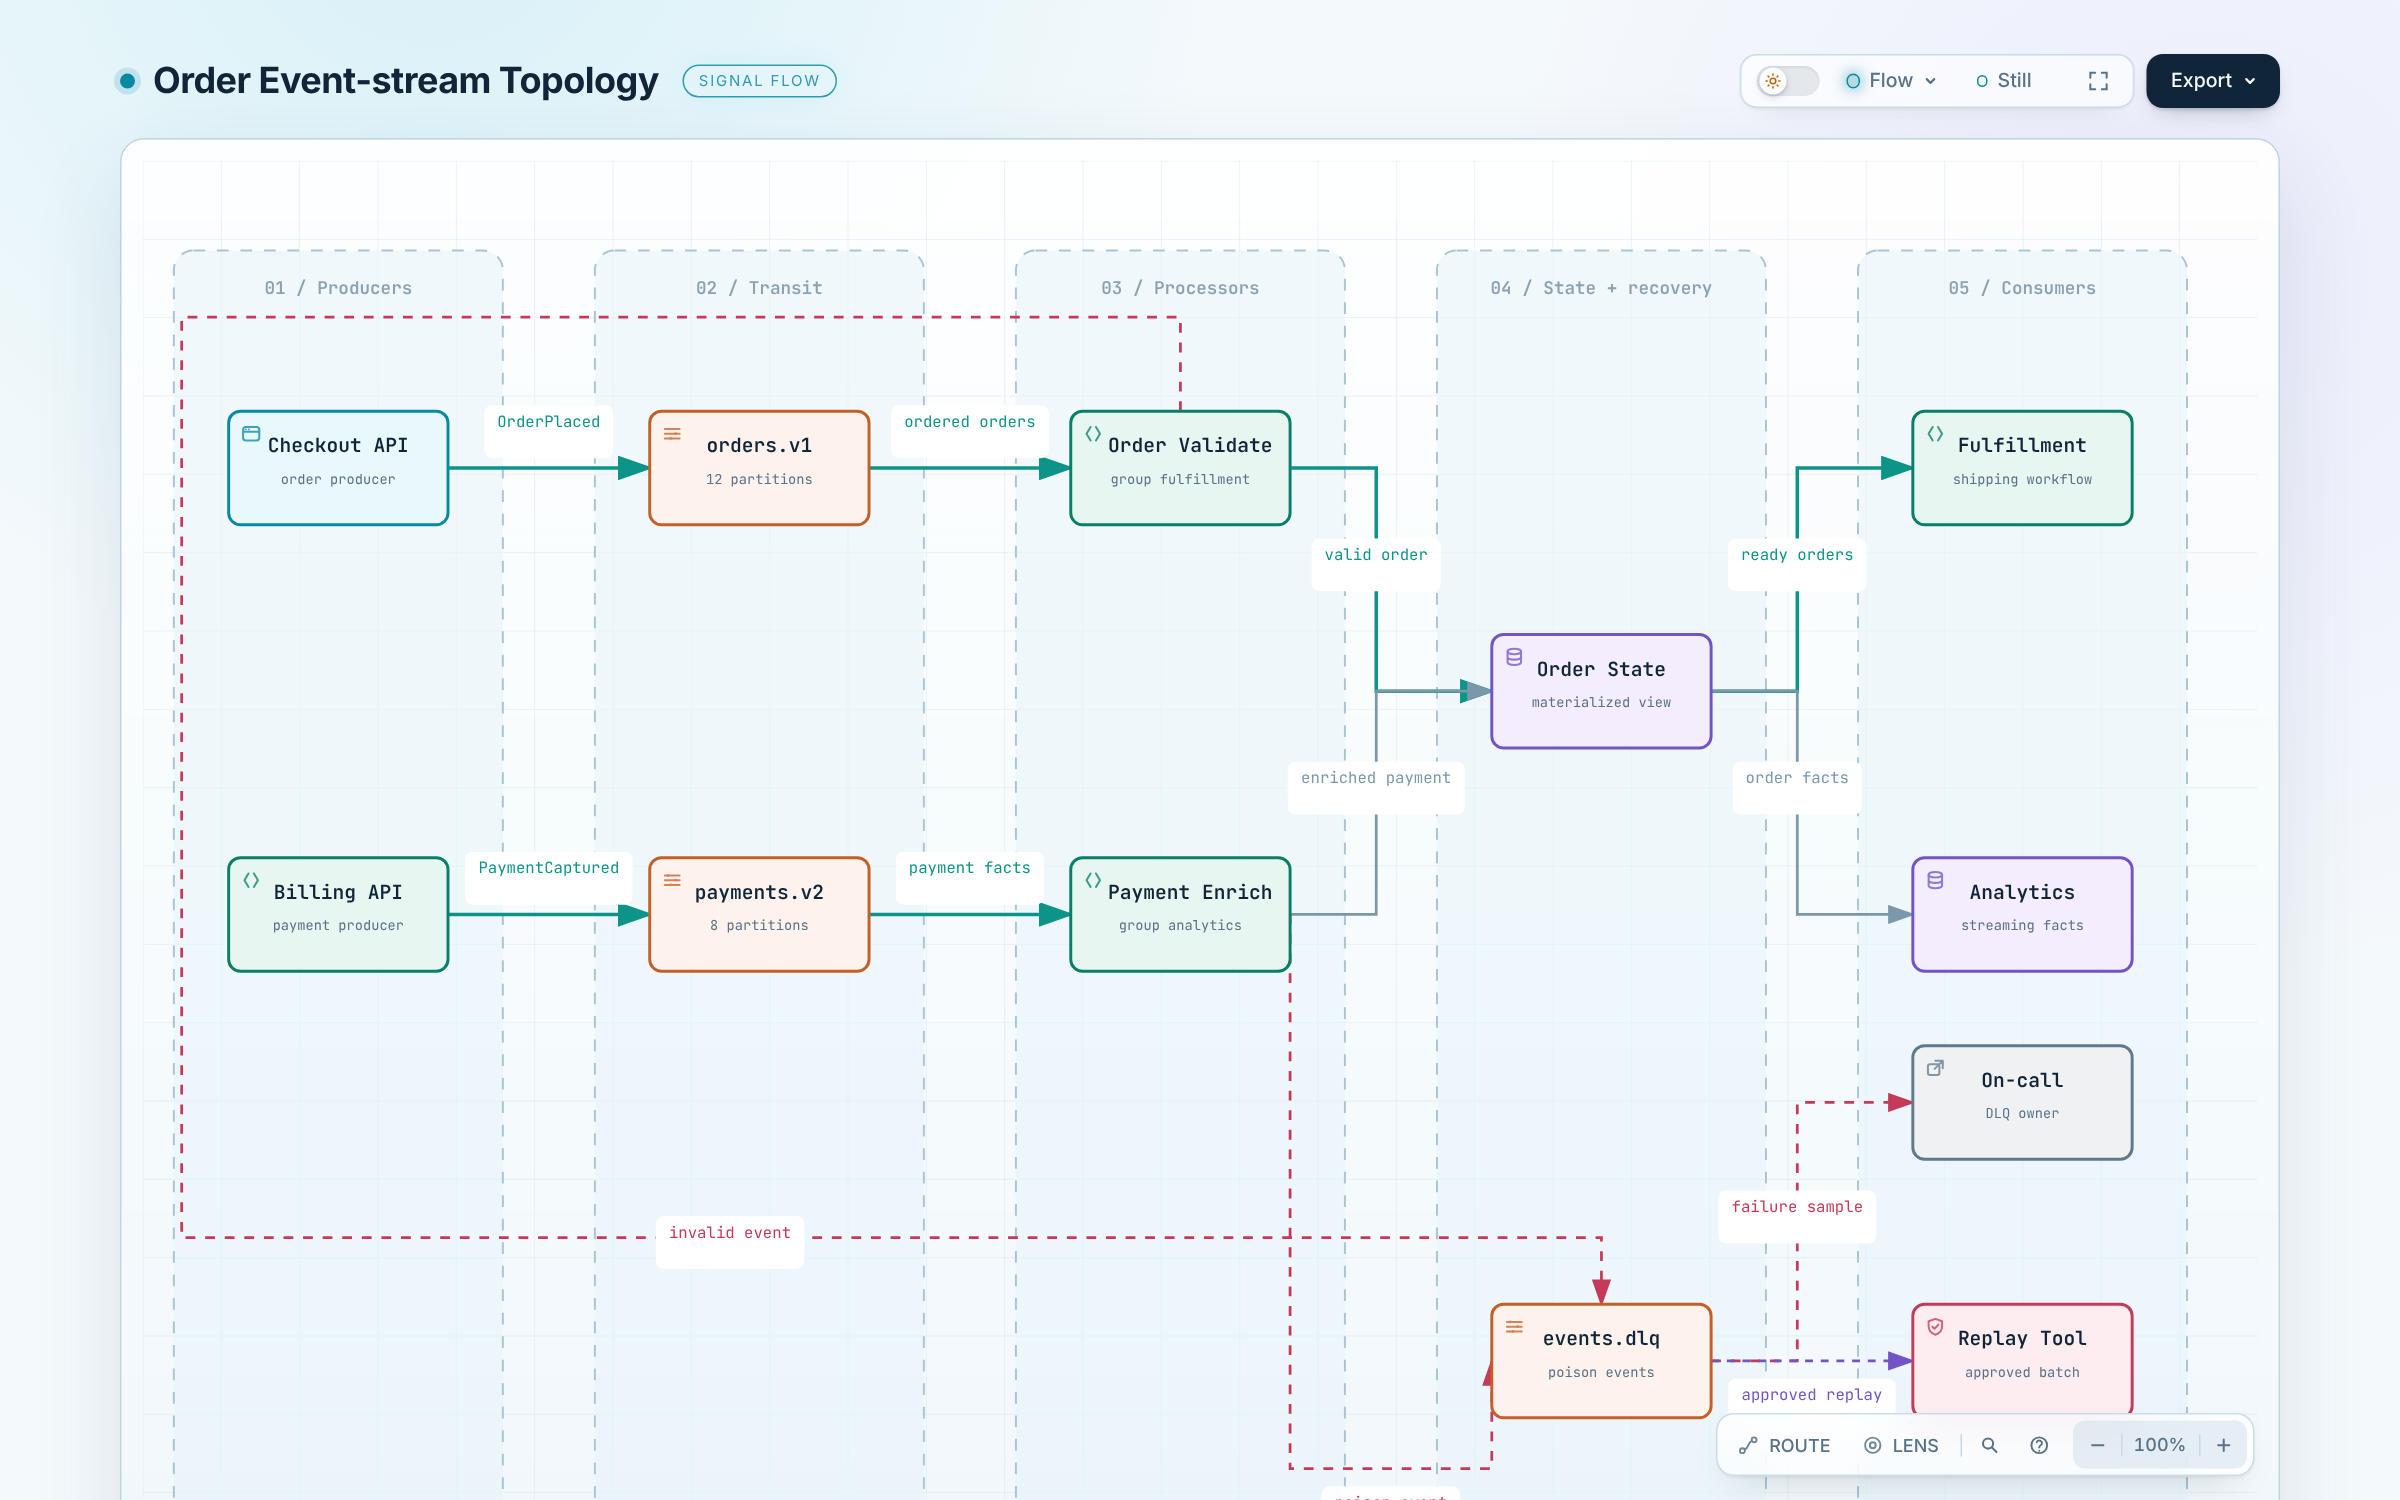 Order Event-stream Topology
SIGNAL FLOW
Flow
Still
Export
01 / Producers
02 / Transit
03 / Processors
04 / State + recovery
05 / Consumers
Checkout API
order producer
OrderPlaced
orders.v1
12 partitions
ordered orders
Order Validate
group fulfillment
Fulfillment
shipping workflow
valid order
ready orders
Order State
materialized view
enriched payment
order facts
Billing API
payment producer
PaymentCaptured
payments.v2
8 partitions
payment facts
Payment Enrich
group analytics
Analytics
streaming facts
On-call
DLQ owner
failure sample
invalid event
events.dlq
poison events
Replay Tool
approved batch
approved replay
ROUTE
LENS
100%